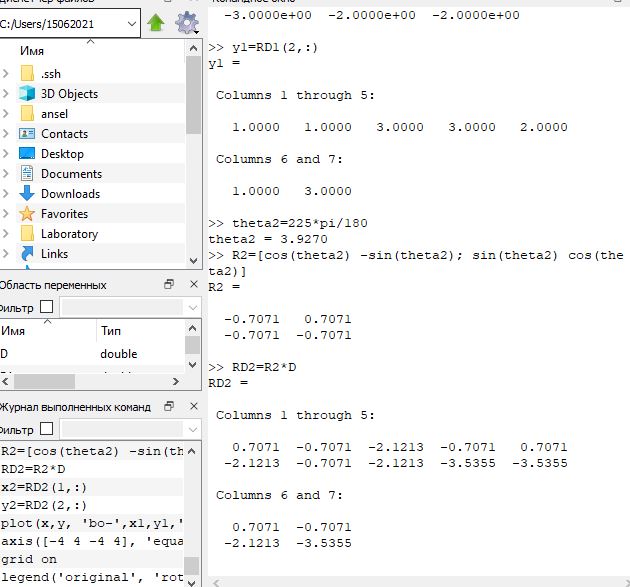 C:/Users/15062021
Имя
.ssh
3D Objects
ansel
Contacts
Desktop
Documents
Downloads
Favorites
Laboratory
Links
Область переменных
Имя
Тип
D
double
Журнал выполненных команд
R2=[cos(theta2) -sin(th
RD2=R2*D
x2=RD2(1,:)
y2=RD2(2,:)
plot(x,y, 'bo-',x1,y1,'
axis([-4 4 -4 4], 'equa
grid on
legend('original', 'rot
-3.0000e+00 -2.0000e+00 -2.0000e+00
>> y1=RD1(2,:)
y1 =
Columns 1 through 5:
1.0000 1.0000 3.0000 3.0000 2.0000
Columns 6 and 7:
1.0000 3.0000
>> theta2=225*pi/180
theta2 = 3.9270
>> R2=[cos(theta2) -sin(theta2); sin(theta2) cos(the
ta2)]
R2 =
-0.7071 0.7071
-0.7071 -0.7071
>> RD2=R2*D
RD2 =
Columns 1 through 5:
0.7071 -0.7071 -2.1213 -0.7071 0.7071
-2.1213 -0.7071 -2.1213 -3.5355 -3.5355
Columns 6 and 7:
0.7071 -0.7071
-2.1213 -3.5355